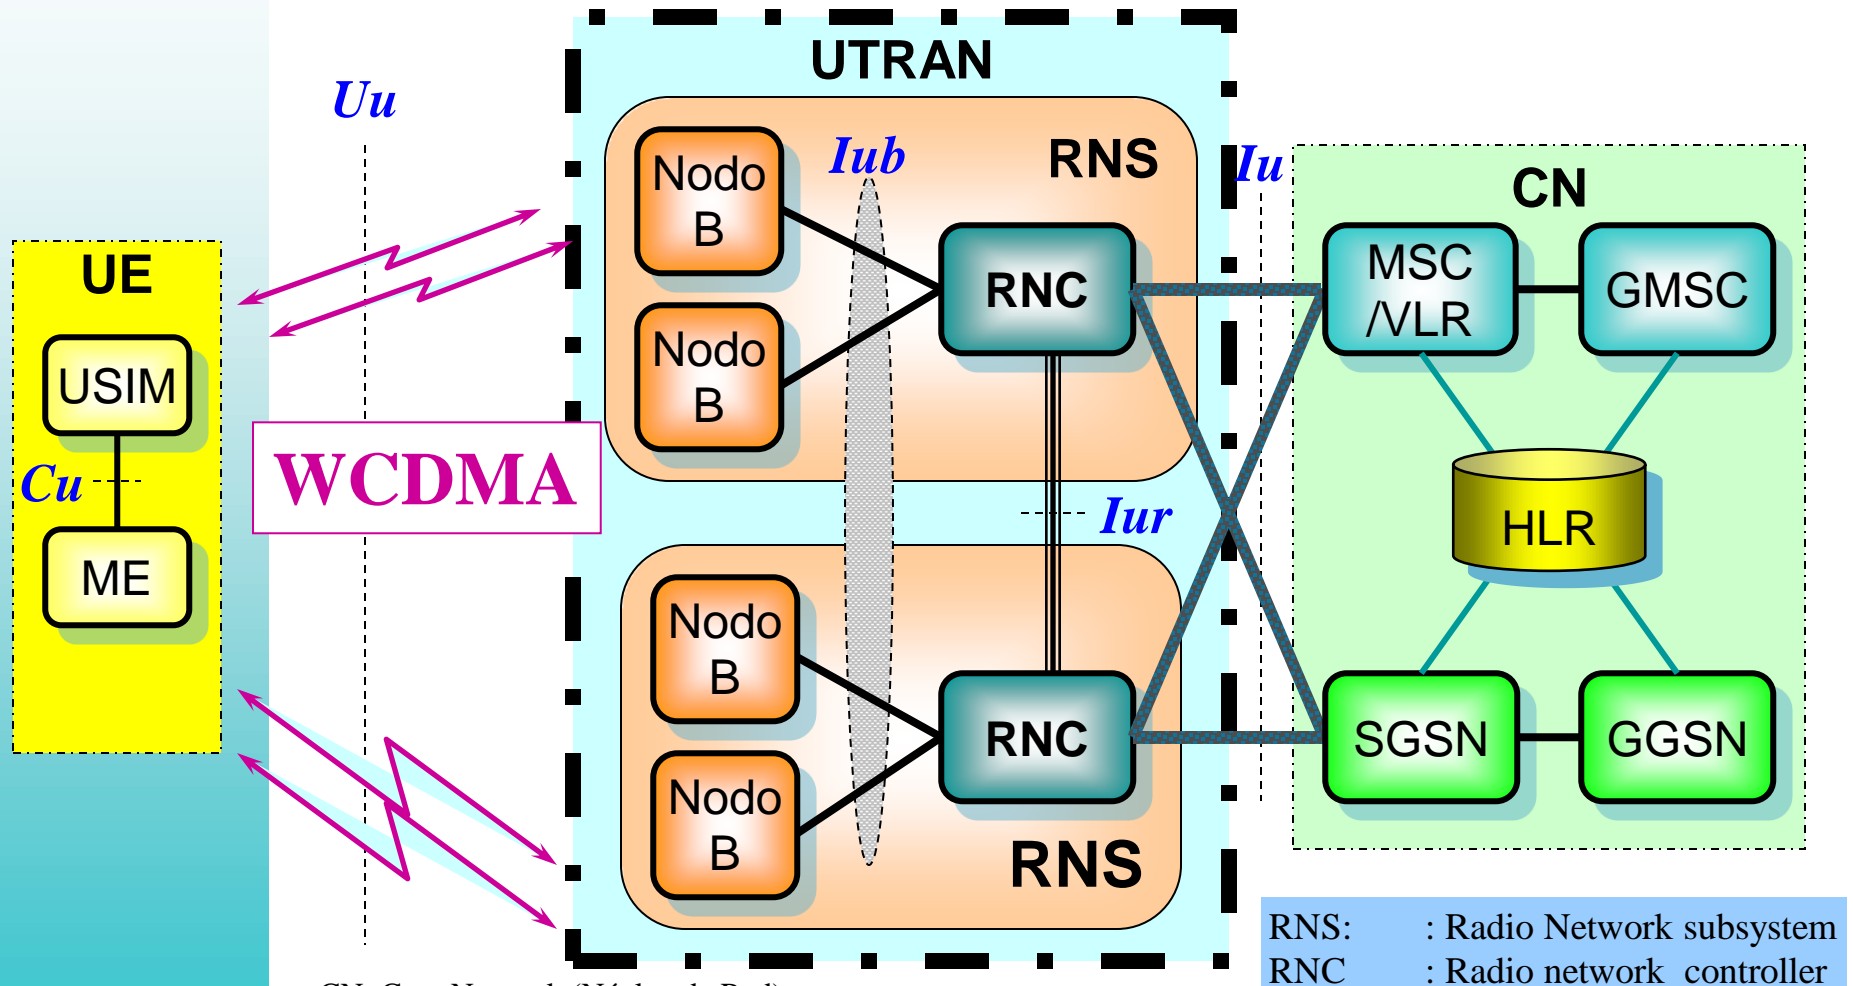 UTRAN
Uu
Iub
RNS
Iu
CN
Nodo
B
MSC
/VLR
GMSC
UE
RNC
USIM
Nodo
B
WCDMA
Cu
Iur
HLR
ME
Nodo
B
RNC
SGSN
GGSN
Nodo
B
RNS
RNS: : Radio Network subsystem
RNC : Radio network controller